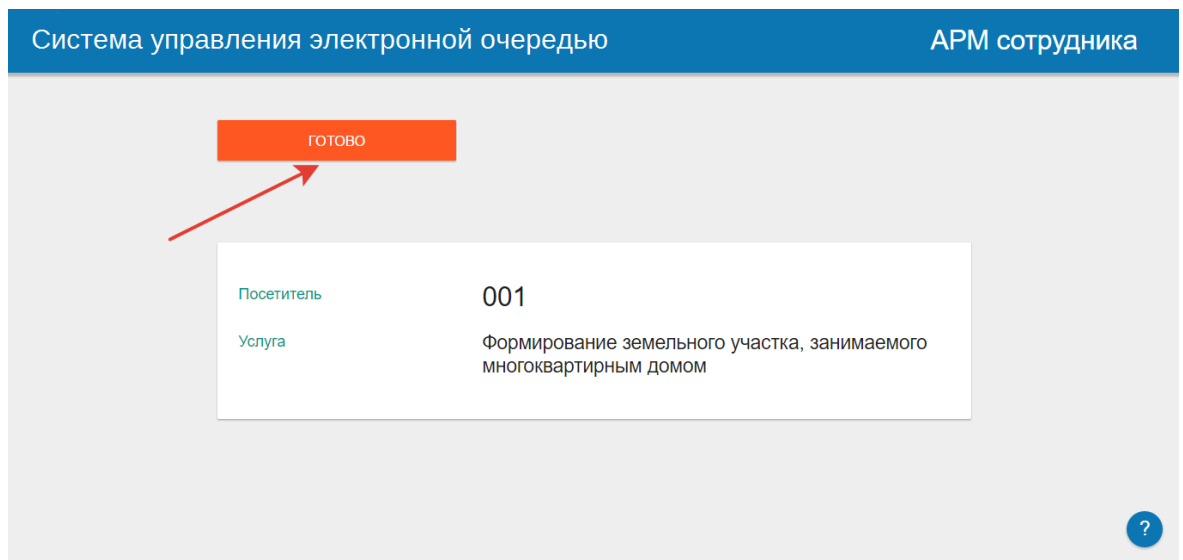 Система управления электронной очередью
АРМ сотрудника
ГОТОВО
Посетитель
001
Услуга
Формирование земельного участка, занимаемого
многоквартирным домом
?